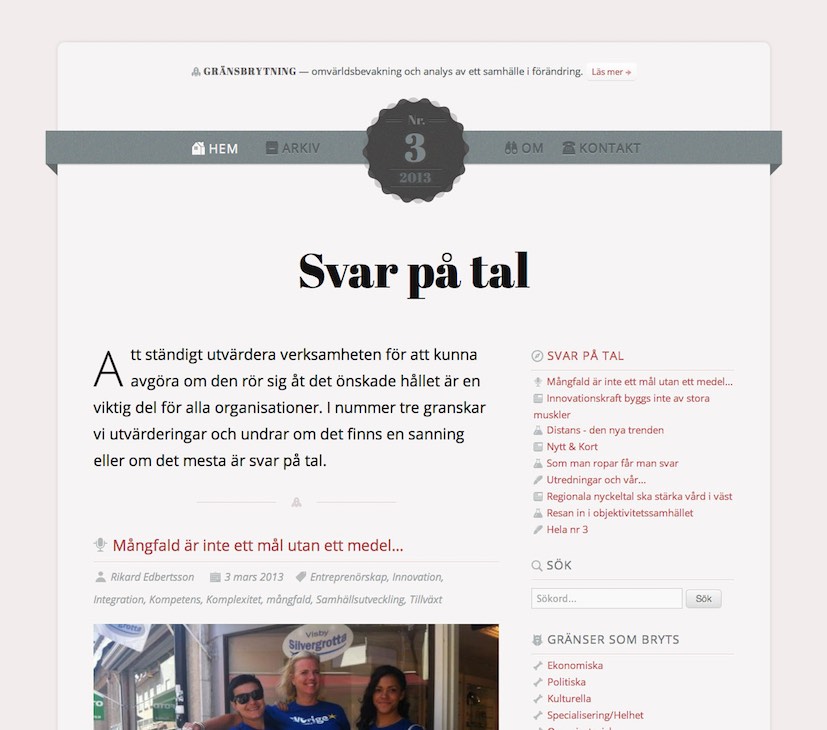 GRÄNSBRYTNING — omvärldsbevakning och analys av ett samhälle i förändring. Läs mer →
HEM ARKIV OM KONTAKT
Nr.
3
2013
Svar på tal
Att ständigt utvärdera verksamheten för att kunna
avgöra om den rör sig åt det önskade hållet är en
viktig del för alla organisationer. I nummer tre granskar
vi utvärderingar och undrar om det finns en sanning
eller om det mesta är svar på tal.
Mångfald är inte ett mål utan ett medel...
Rikard Edbertsson 3 mars 2013 Entreprenörskap, Innovation,
Integration, Kompetens, Komplexitet, mångfald, Samhällsutveckling, Tillväxt
Visby
Silvergrotta
SVAR PÅ TAL
Mångfald är inte ett mål utan ett medel...
Innovationskraft byggs inte av stora
muskler
Distans - den nya trenden
Nytt & Kort
Som man ropar får man svar
Utredningar och vår...
Regionala nyckeltal ska stärka vård i väst
Resan in i objektivitetssamhället
Hela nr 3
SÖK
Sökord... Sök
GRÄNSER SOM BRYTS
Ekonomiska
Politiska
Kulturella
Specialisering/Helhet